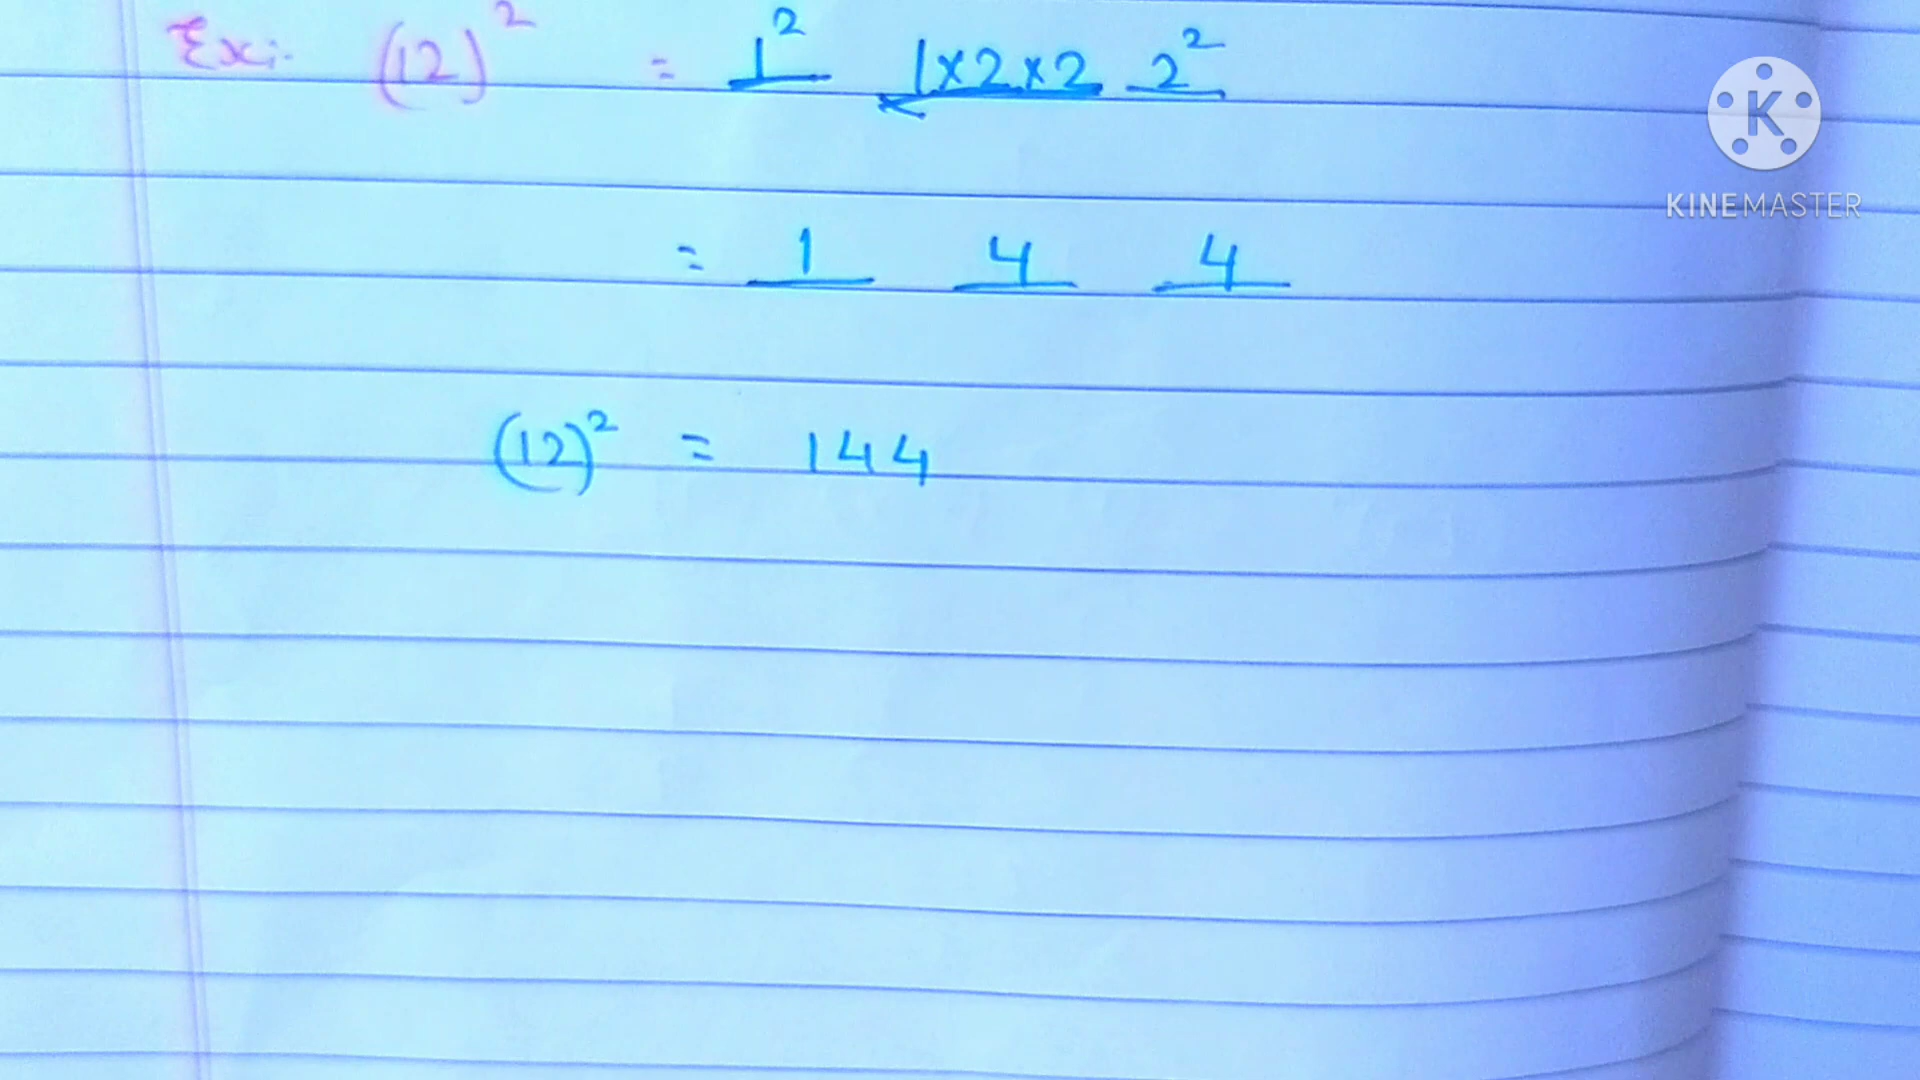 Ex:- (12)² = 1² 1×2×2 2²
KINEMASTER
= 1 4 4
(12)² = 144